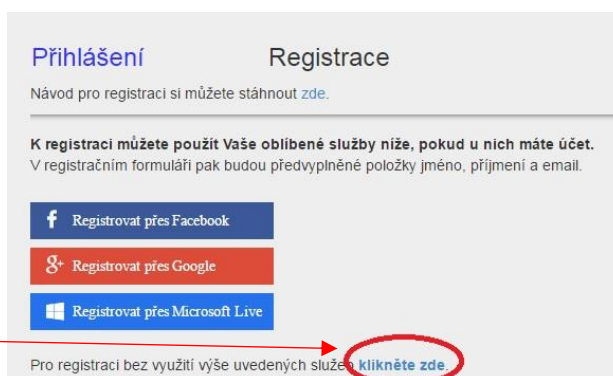 Přihlášení Registrace
Návod pro registraci si můžete stáhnout zde.
K registraci můžete použít Vaše oblíbené služby níže, pokud u nich máte účet.
V registračním formuláři pak budou předvyplněné položky jméno, příjmení a email.
f Registrovat přes Facebook
g+ Registrovat přes Google
Registrovat přes Microsoft Live
Pro registraci bez využití výše uvedených služeb klikněte zde.